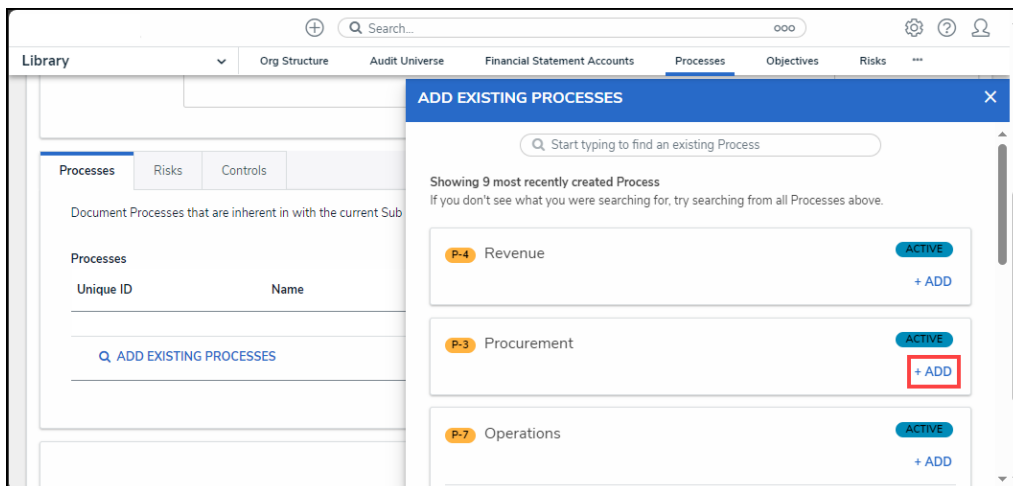 Search...
ooo
Library
Org Structure
Audit Universe
Financial Statement Accounts
Processes
Objectives
Risks
ADD EXISTING PROCESSES
Start typing to find an existing Process
Showing 9 most recently created Process
If you don't see what you were searching for, try searching from all Processes above.
P-4 Revenue
ACTIVE
+ ADD
P-3 Procurement
ACTIVE
+ ADD
P-7 Operations
ACTIVE
+ ADD
Processes
Risks
Controls
Document Processes that are inherent in with the current Sub
Processes
Unique ID
Name
ADD EXISTING PROCESSES